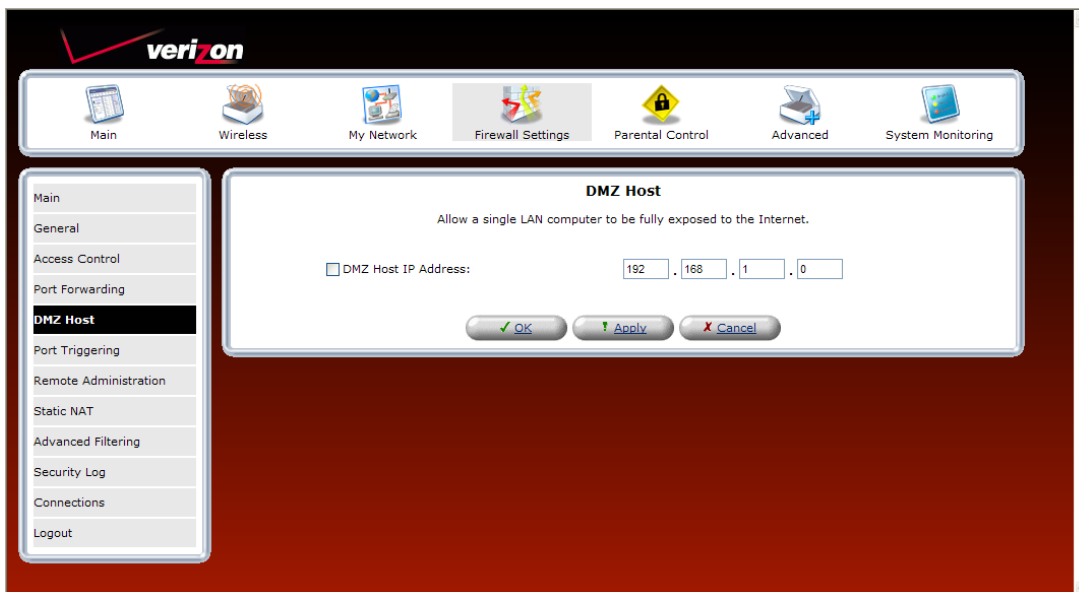 verizon
Main Wireless My Network Firewall Settings Parental Control Advanced System Monitoring
Main
General
Access Control
Port Forwarding
DMZ Host
Port Triggering
Remote Administration
Static NAT
Advanced Filtering
Security Log
Connections
Logout
DMZ Host
Allow a single LAN computer to be fully exposed to the Internet.
DMZ Host IP Address: 192 . 168 . 1 . 0
OK Apply Cancel